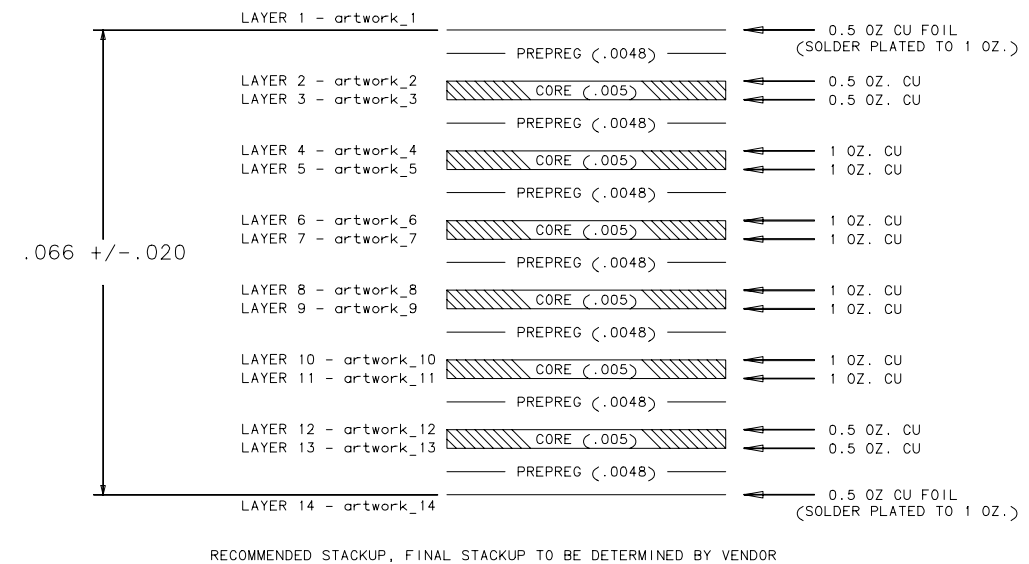 LAYER 1 - artwork_1
0.5 OZ CU FOIL
(SOLDER PLATED TO 1 OZ.)
PREPREG (.0048)
LAYER 2 - artwork_2
0.5 OZ. CU
CORE (.005)
LAYER 3 - artwork_3
0.5 OZ. CU
PREPREG (.0048)
LAYER 4 - artwork_4
1 OZ. CU
CORE (.005)
LAYER 5 - artwork_5
1 OZ. CU
PREPREG (.0048)
LAYER 6 - artwork_6
1 OZ. CU
CORE (.005)
LAYER 7 - artwork_7
1 OZ. CU
.066 +/-.020
PREPREG (.0048)
LAYER 8 - artwork_8
1 OZ. CU
CORE (.005)
LAYER 9 - artwork_9
1 OZ. CU
PREPREG (.0048)
LAYER 10 - artwork_10
1 OZ. CU
CORE (.005)
LAYER 11 - artwork_11
1 OZ. CU
PREPREG (.0048)
LAYER 12 - artwork_12
0.5 OZ. CU
CORE (.005)
LAYER 13 - artwork_13
0.5 OZ. CU
PREPREG (.0048)
LAYER 14 - artwork_14
0.5 OZ CU FOIL
(SOLDER PLATED TO 1 OZ.)
RECOMMENDED STACKUP, FINAL STACKUP TO BE DETERMINED BY VENDOR